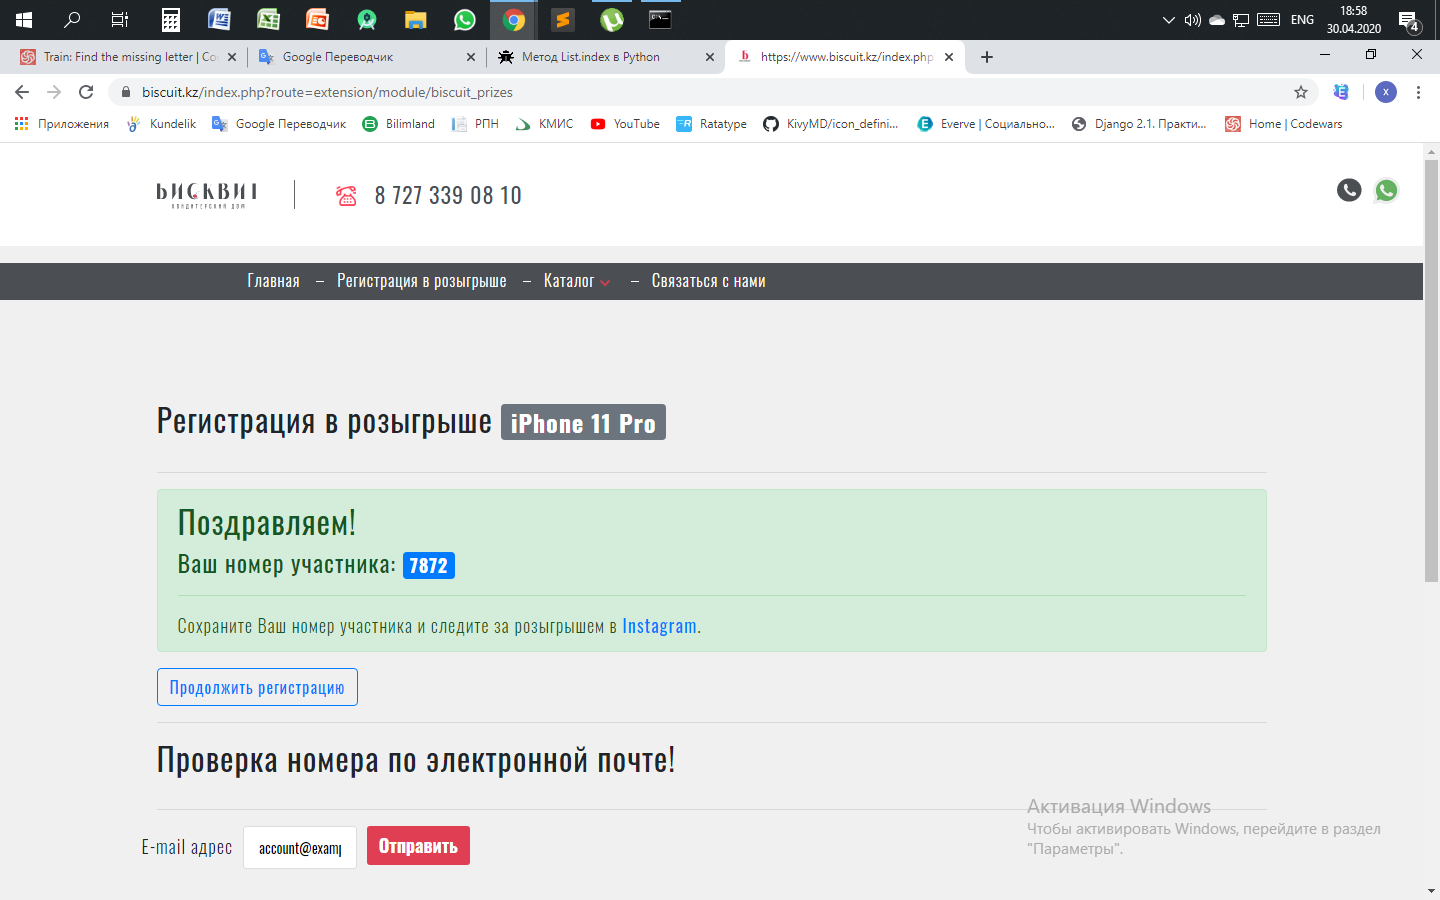 ENG
18:58
30.04.2020
4
Train: Find the missing letter | Co
Google Переводчик
Метод List.index в Python
https://www.biscuit.kz/index.php
biscuit.kz/index.php?route=extension/module/biscuit_prizes
X
Приложения
Kundelik
Google Переводчик
Bilimland
РПН
КМИС
YouTube
Ratatype
KivyMD/icon_defini...
Everve | Социально...
Django 2.1. Практи...
Home | Codewars
БИСКВИТ
КОНДИТЕРСКИЙ ДОМ
8 727 339 08 10
Главная – Регистрация в розыгрыше – Каталог – Связаться с нами
Регистрация в розыгрыше iPhone 11 Pro
Поздравляем!
Ваш номер участника: 7872
Сохраните Ваш номер участника и следите за розыгрышем в Instagram.
Продолжить регистрацию
Проверка номера по электронной почте!
E-mail адрес account@examp Отправить
Активация Windows
Чтобы активировать Windows, перейдите в раздел
"Параметры".